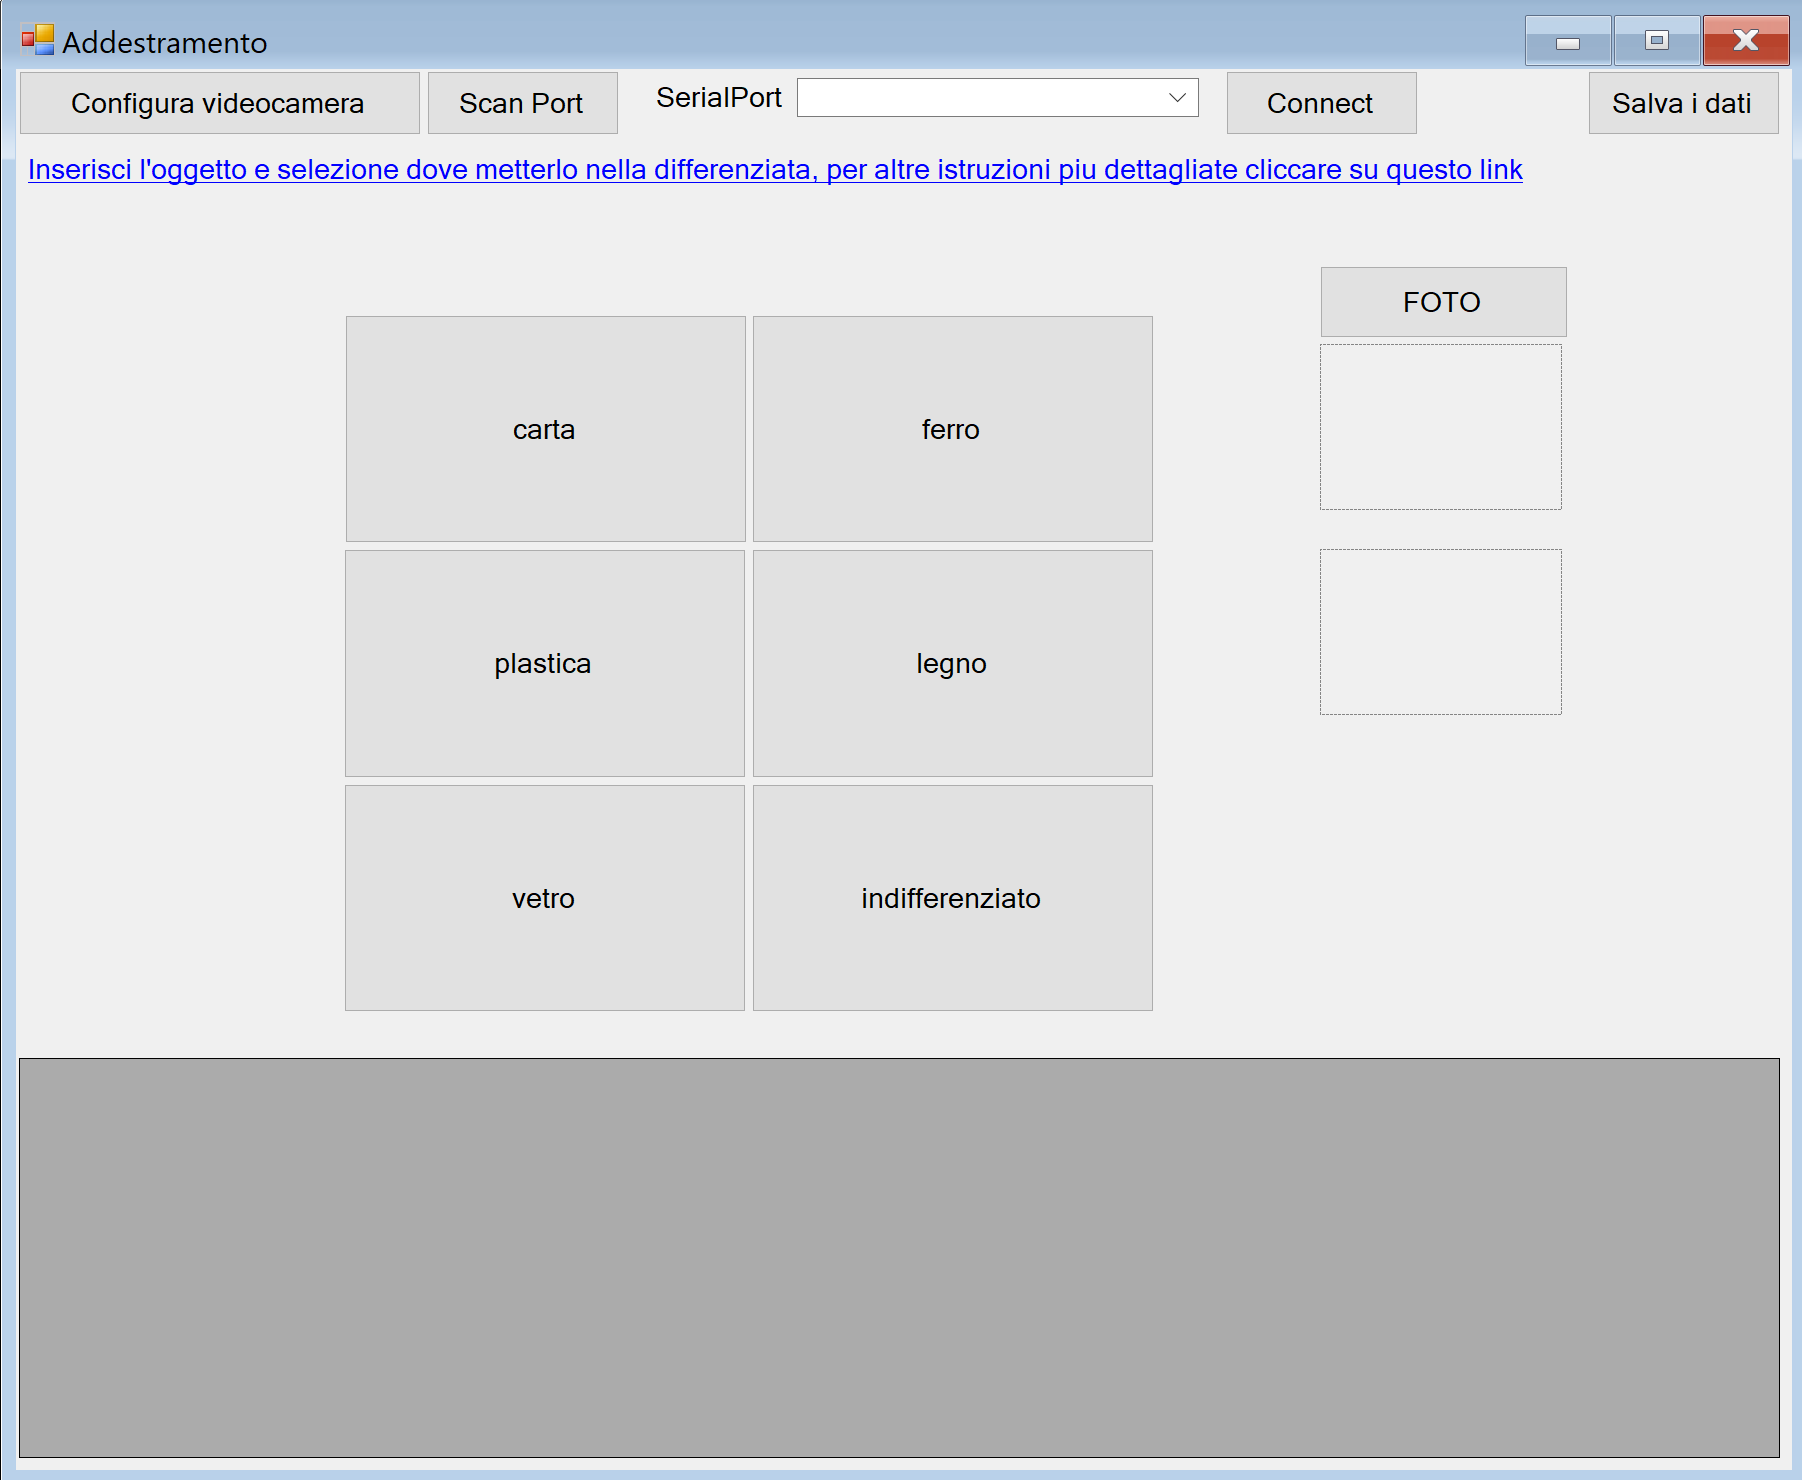 Addestramento
Configura videocamera
Scan Port
SerialPort
Connect
Salva i dati
Inserisci l'oggetto e selezione dove metterlo nella differenziata, per altre istruzioni piu dettagliate cliccare su questo link
FOTO
carta
ferro
plastica
legno
vetro
indifferenziato